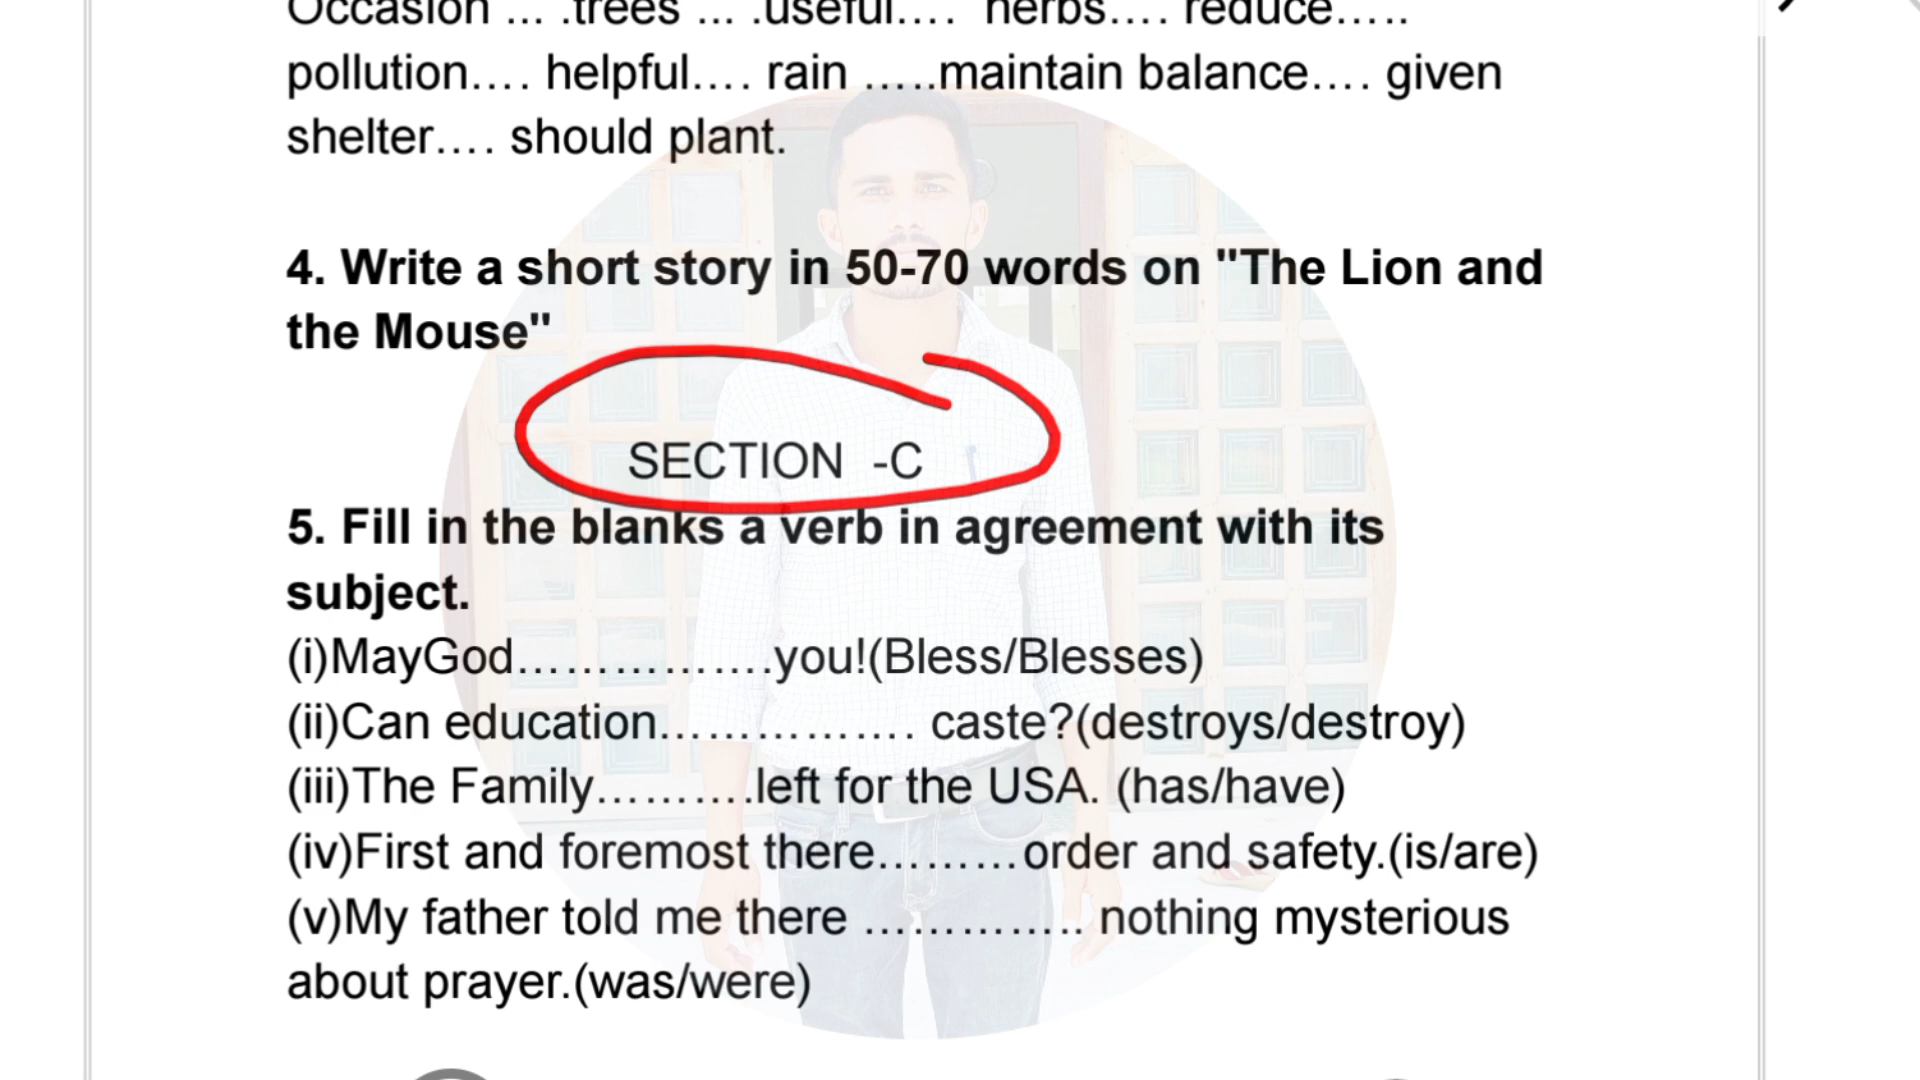 Occasion ... .trees ... .useful.... herbs.... reduce.....
pollution.... helpful.... rain .....maintain balance.... given
shelter.... should plant.
4. Write a short story in 50-70 words on "The Lion and
the Mouse"
SECTION -C
5. Fill in the blanks a verb in agreement with its
subject.
(i)MayGod................you!(Bless/Blesses)
(ii)Can education................ caste?(destroys/destroy)
(iii)The Family..........left for the USA. (has/have)
(iv)First and foremost there.........order and safety.(is/are)
(v)My father told me there .............. nothing mysterious
about prayer.(was/were)